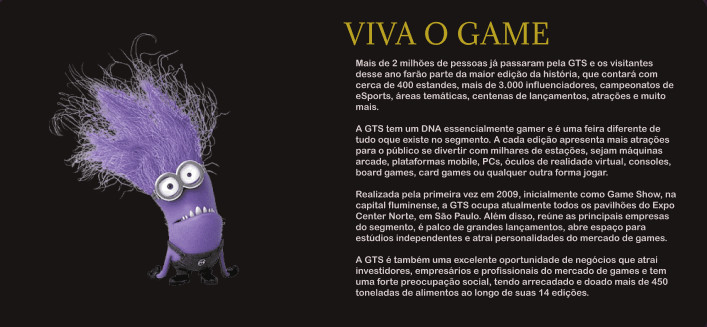 VIVA O GAME
Mais de 2 milhões de pessoas já passaram pela GTS e os visitantes
desse ano farão parte da maior edição da história, que contará com
cerca de 400 estandes, mais de 3.000 influenciadores, campeonatos de
eSports, áreas temáticas, centenas de lançamentos, atrações e muito
mais.
A GTS tem um DNA essencialmente gamer e é uma feira diferente de
tudo oque existe no segmento. A cada edição apresenta mais atrações
para o público se divertir com milhares de estações, sejam máquinas
arcade, plataformas mobile, PCs, óculos de realidade virtual, consoles,
board games, card games ou qualquer outra forma jogar.
Realizada pela primeira vez em 2009, inicialmente como Game Show, na
capital fluminense, a GTS ocupa atualmente todos os pavilhões do Expo
Center Norte, em São Paulo. Além disso, reúne as principais empresas
do segmento, é palco de grandes lançamentos, abre espaço para
estúdios independentes e atrai personalidades do mercado de games.
A GTS é também uma excelente oportunidade de negócios que atrai
investidores, empresários e profissionais do mercado de games e tem
uma forte preocupação social, tendo arrecadado e doado mais de 450
toneladas de alimentos ao longo de suas 14 edições.